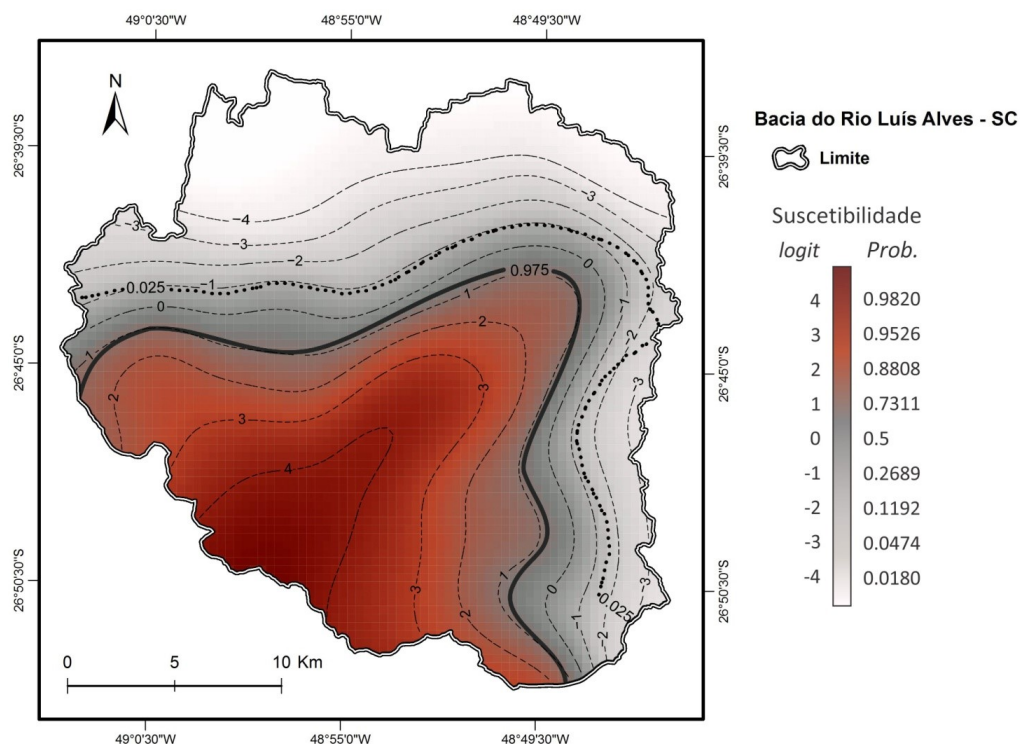 49°0'30"W 48°55'0"W 48°49'30"W
26°39'30"S
26°45'0"S
26°50'30"S
N
−3
−4
−3
−3
−2
0.025
−1
0
0.975
0
1
1
1
2
2
2
3
3
3
4
3
1
0
2
0.025
3
1
2
0 5 10 Km
26°39'30"S
26°45'0"S
26°50'30"S
49°0'30"W 48°55'0"W 48°49'30"W
Bacia do Rio Luís Alves - SC
Limite
Suscetibilidade
logit Prob.
4 0.9820
3 0.9526
2 0.8808
1 0.7311
0 0.5
-1 0.2689
-2 0.1192
-3 0.0474
-4 0.0180